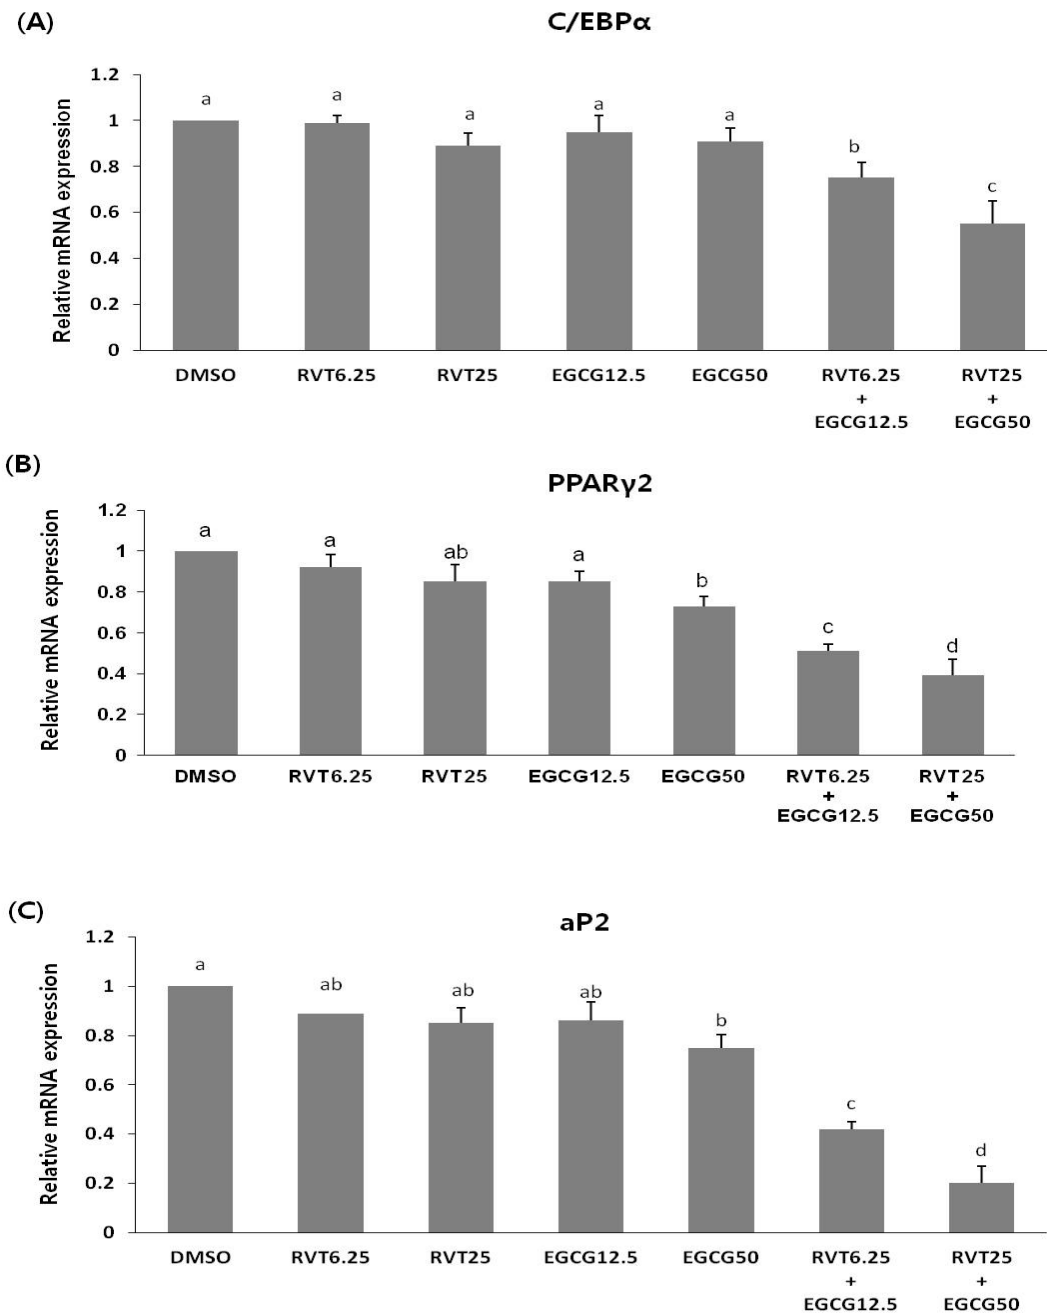 (A)
C/EBPα
Relative mRNA expression
1.2
1
0.8
0.6
0.4
0.2
0
a
a
a
a
a
b
c
DMSO RVT6.25 RVT25 EGCG12.5 EGCG50 RVT6.25 RVT25
+ +
EGCG12.5 EGCG50
(B)
PPARγ2
Relative mRNA expression
1.2
1
0.8
0.6
0.4
0.2
0
a
a
ab
a
b
c
d
DMSO RVT6.25 RVT25 EGCG12.5 EGCG50 RVT6.25 RVT25
+ +
EGCG12.5 EGCG50
(C)
aP2
Relative mRNA expression
1.2
1
0.8
0.6
0.4
0.2
0
a
ab
ab
ab
b
c
d
DMSO RVT6.25 RVT25 EGCG12.5 EGCG50 RVT6.25 RVT25
+ +
EGCG12.5 EGCG50